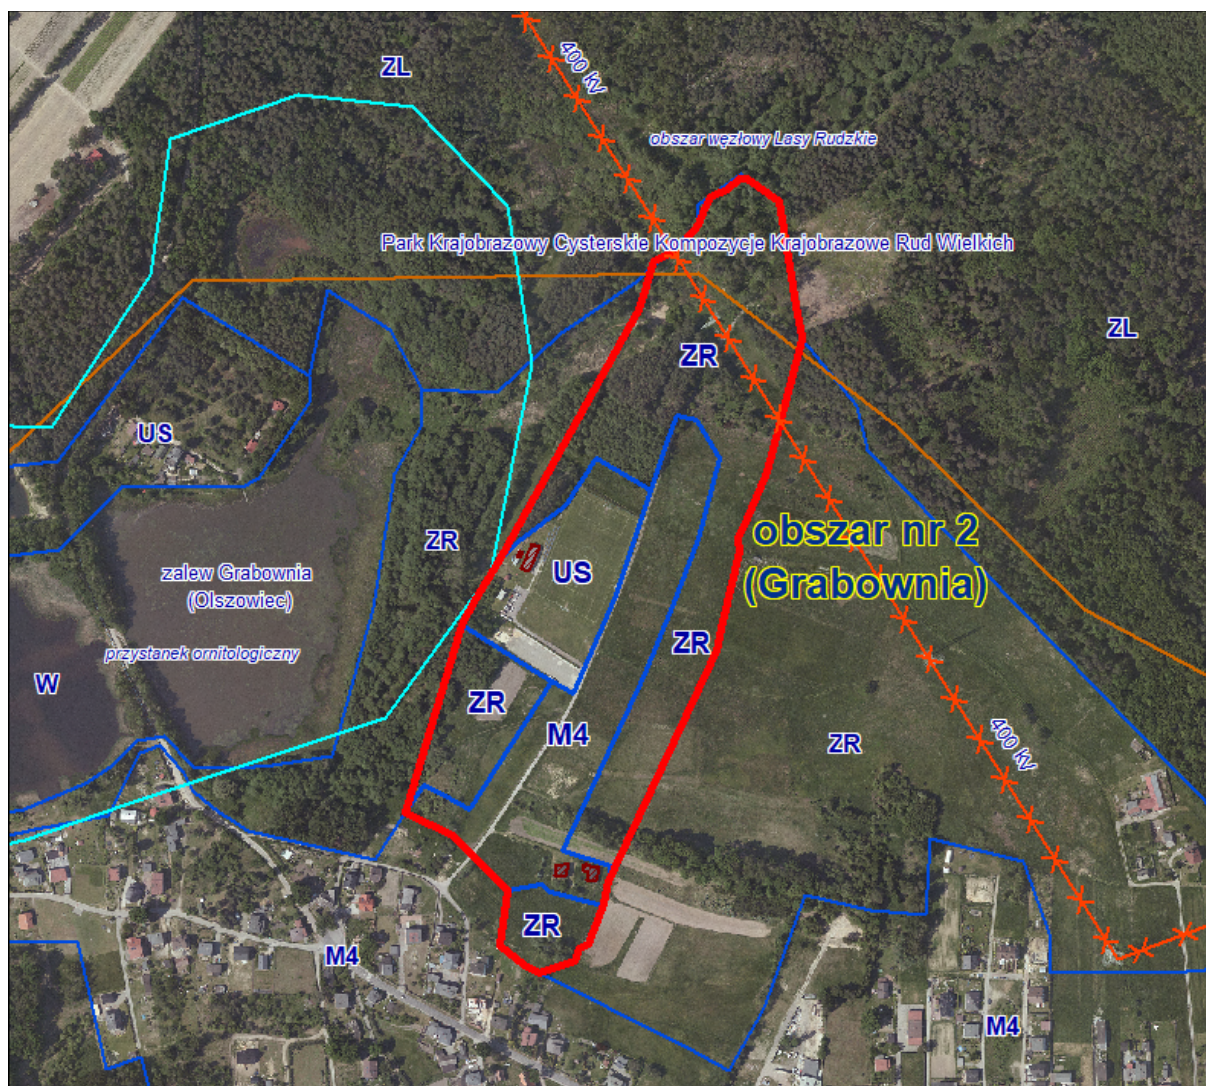 400 kV
ZL
obszar węzłowy Lasy Rudzkie
Park Krajobrazowy Cysterskie Kompozycje Krajobrazowe Rud Wielkich
ZL
ZR
US
obszar nr 2
(Grabownia)
ZR
zalew Grabownia
(Olszowiec)
US
przystanek ornitologiczny
ZR
W
ZR
M4
ZR
400 kV
ZR
M4
M4